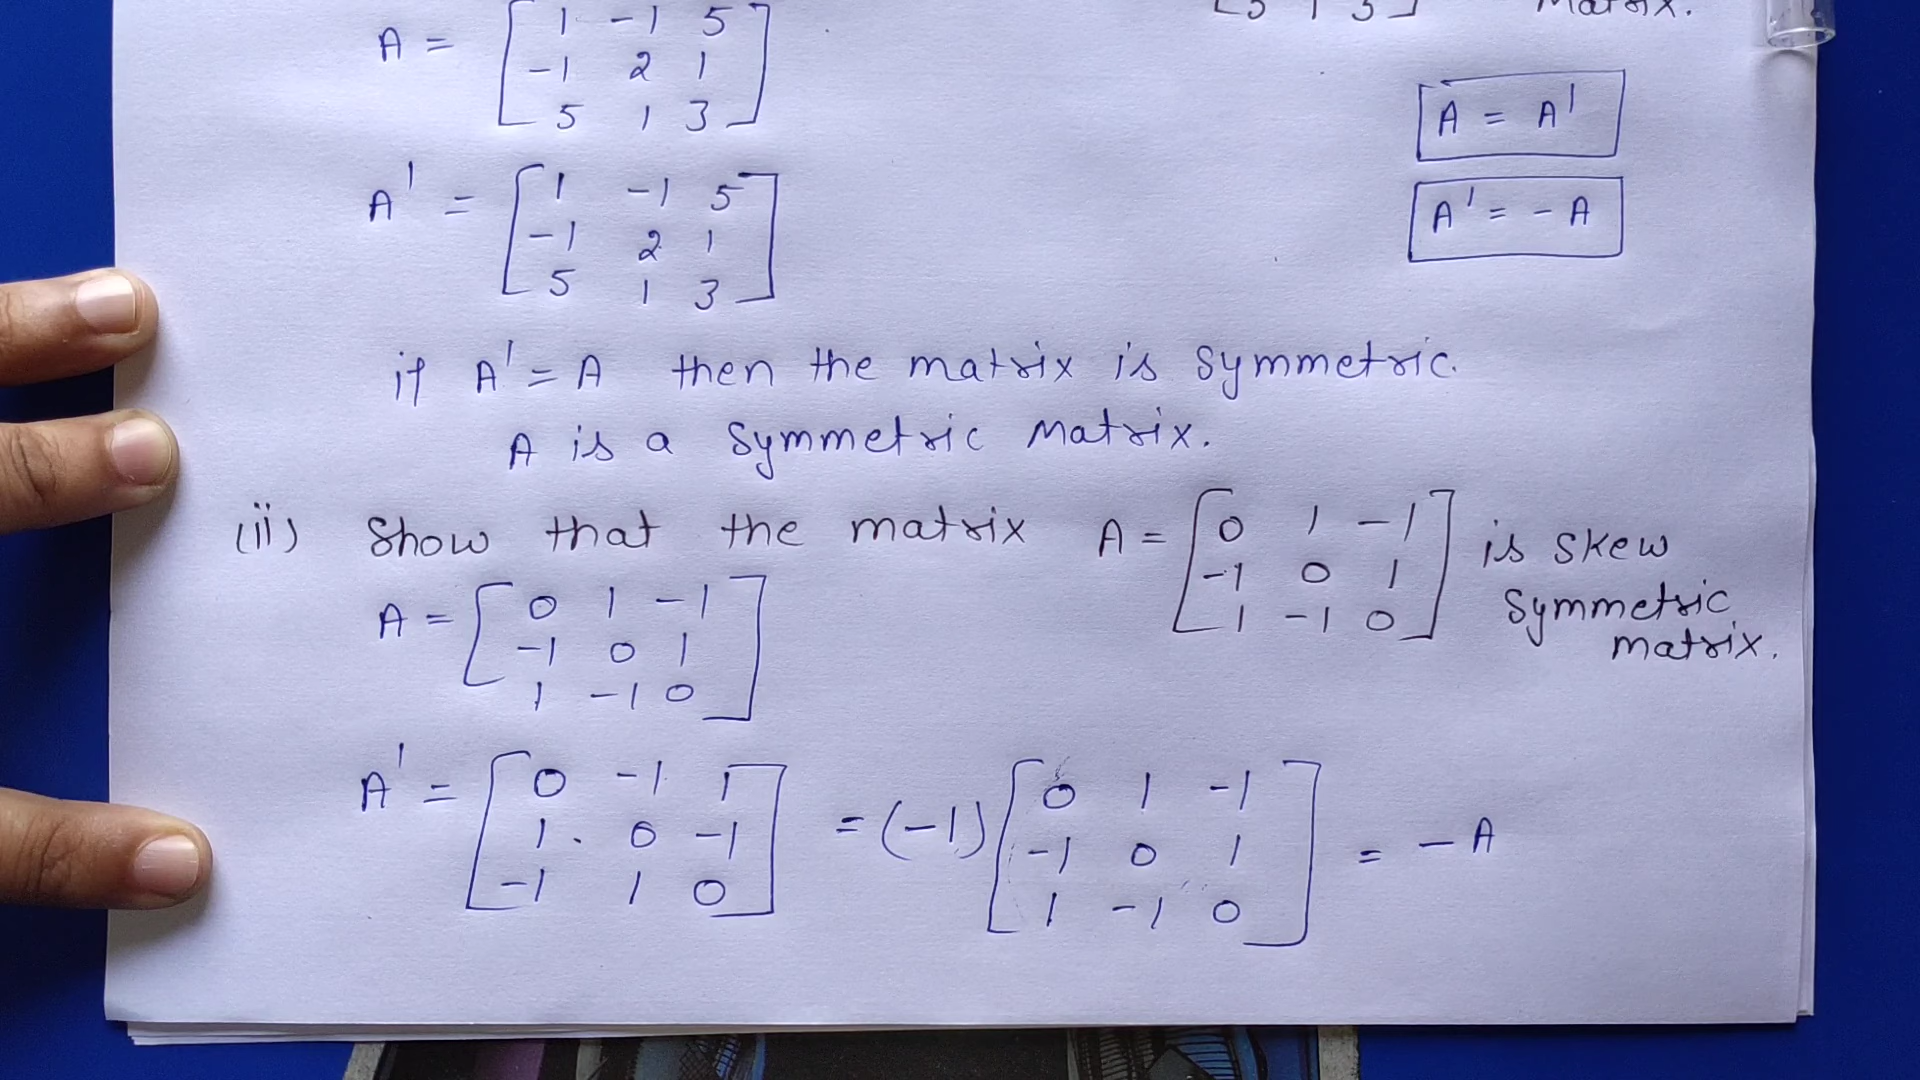 A = [ 1 -1 5
-1 2 1
5 1 3 ]
Matrix.
A = A'
A' = - A
A' = [ 1 -1 5
-1 2 1
5 1 3 ]
if A' = A then the matrix is Symmetric.
A is a Symmetric Matrix.
(ii) Show that the matrix A = [ 0 1 -1
-1 0 1
1 -1 0 ] is Skew
Symmetric
matrix.
A = [ 0 1 -1
-1 0 1
1 -1 0 ]
A' = [ 0 -1 1
1 . 0 -1
-1 1 0 ] = (-1) [ 0 1 -1
-1 0 1
1 -1 0 ] = - A